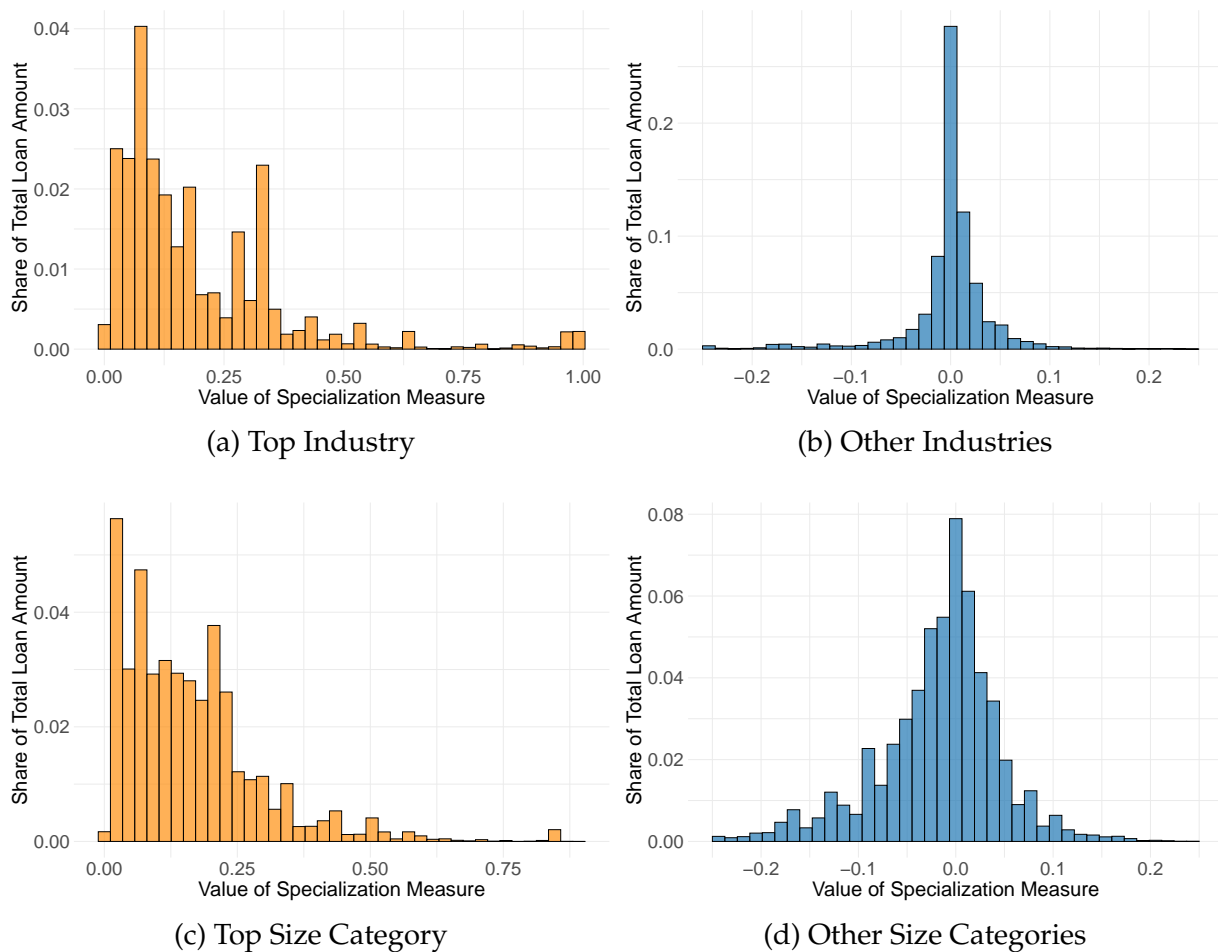 Share of Total Loan Amount
0.04
0.03
0.02
0.01
0.00
0.00 0.25 0.50 0.75 1.00
Value of Specialization Measure
(a) Top Industry
Share of Total Loan Amount
0.2
0.1
0.0
−0.2 −0.1 0.0 0.1 0.2
Value of Specialization Measure
(b) Other Industries
Share of Total Loan Amount
0.04
0.02
0.00
0.00 0.25 0.50 0.75
Value of Specialization Measure
(c) Top Size Category
Share of Total Loan Amount
0.08
0.06
0.04
0.02
0.00
−0.2 −0.1 0.0 0.1 0.2
Value of Specialization Measure
(d) Other Size Categories